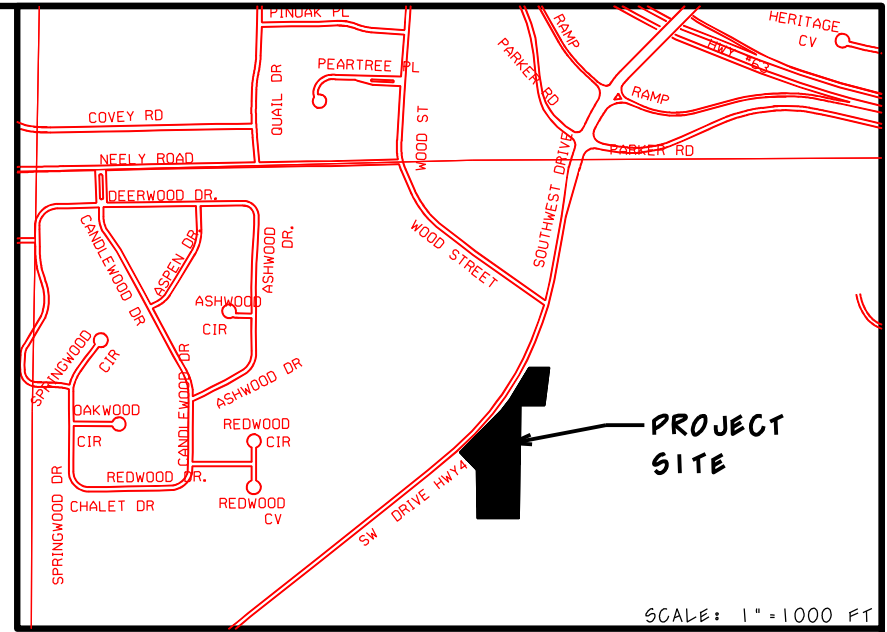 PINOAK PL
HERITAGE
CV
RAMP
HWY #63
PEARTREE PL
PARKER RD
QUAIL DR
RAMP
COVEY RD
WOOD ST
NEELY ROAD
PARKER RD
SOUTHWEST DRIVE
DEERWOOD DR.
CANDLEWOOD DR
ASPEN DR.
ASHWOOD
DR.
WOOD STREET
ASHWOOD
CIR
SPRINGWOOD
CIR
CANDLEWOOD DR
ASHWOOD DR
OAKWOOD
CIR
REDWOOD
CIR
PROJECT
SITE
REDWOOD DR.
SPRINGWOOD DR
CHALET DR
REDWOOD
CV
SW DRIVE HWY4
SCALE: 1"=1000 FT